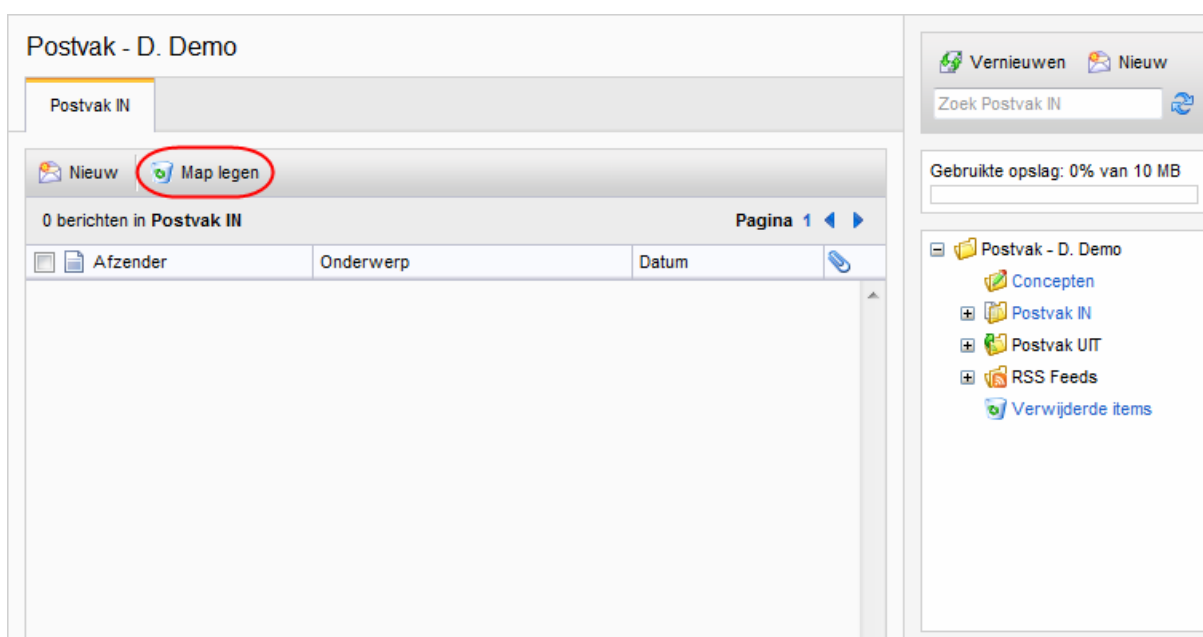 Postvak - D. Demo
Postvak IN
Nieuw Map legen
0 berichten in Postvak IN Pagina 1
Afzender Onderwerp Datum
Vernieuwen Nieuw
Zoek Postvak IN
Gebruikte opslag: 0% van 10 MB
Postvak - D. Demo
Concepten
Postvak IN
Postvak UIT
RSS Feeds
Verwijderde items